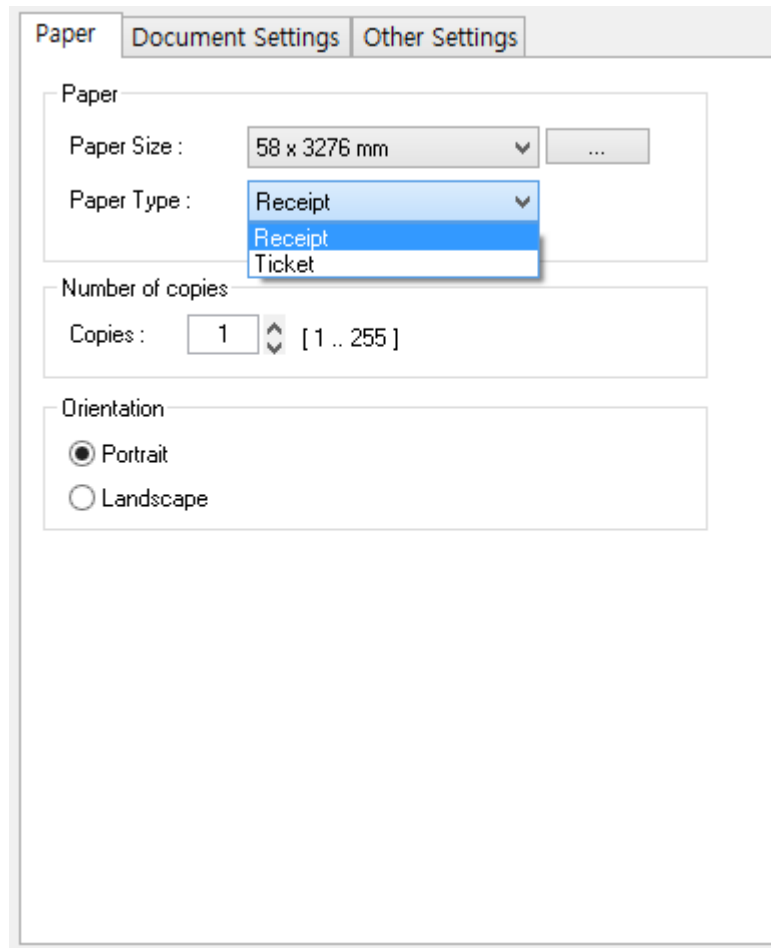 Paper Document Settings Other Settings
Paper
Paper Size : 58 x 3276 mm ...
Paper Type : Receipt
Receipt
Ticket
Number of copies
Copies : 1 [ 1 .. 255 ]
Orientation
Portrait
Landscape